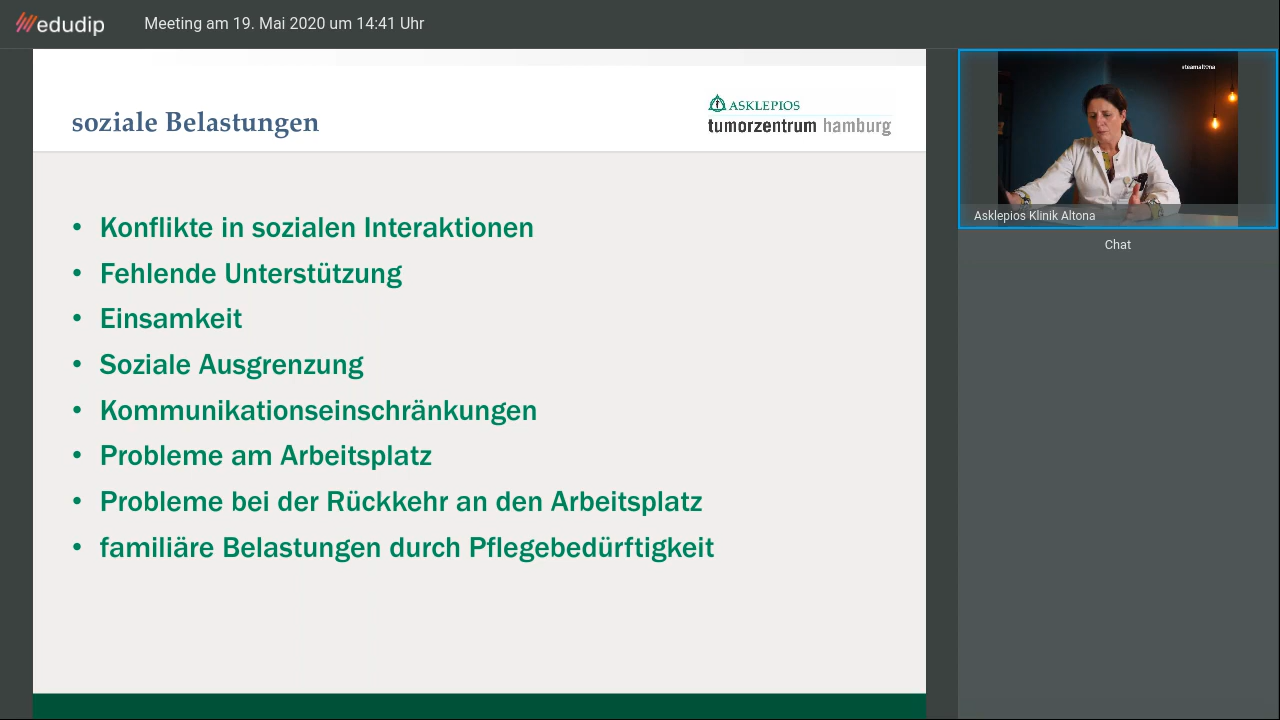 edudip
Meeting am 19. Mai 2020 um 14:41 Uhr
soziale Belastungen
ASKLEPIOS
tumorzentrum hamburg
• Konflikte in sozialen Interaktionen
• Fehlende Unterstützung
• Einsamkeit
• Soziale Ausgrenzung
• Kommunikationseinschränkungen
• Probleme am Arbeitsplatz
• Probleme bei der Rückkehr an den Arbeitsplatz
• familiäre Belastungen durch Pflegebedürftigkeit
#teamaltona
Asklepios Klinik Altona
Chat